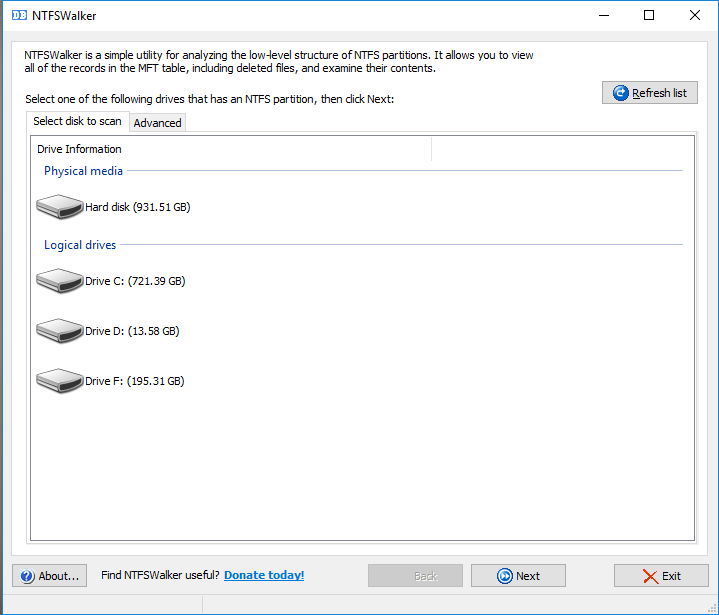 NTFSWalker
NTFSWalker is a simple utility for analyzing the low-level structure of NTFS partitions. It allows you to view
all of the records in the MFT table, including deleted files, and examine their contents.
Refresh list
Select one of the following drives that has an NTFS partition, then click Next:
Select disk to scan
Advanced
Drive Information
Physical media
Hard disk (931.51 GB)
Logical drives
Drive C: (721.39 GB)
Drive D: (13.58 GB)
Drive F: (195.31 GB)
About... Find NTFSWalker useful? Donate today! Back Next Exit